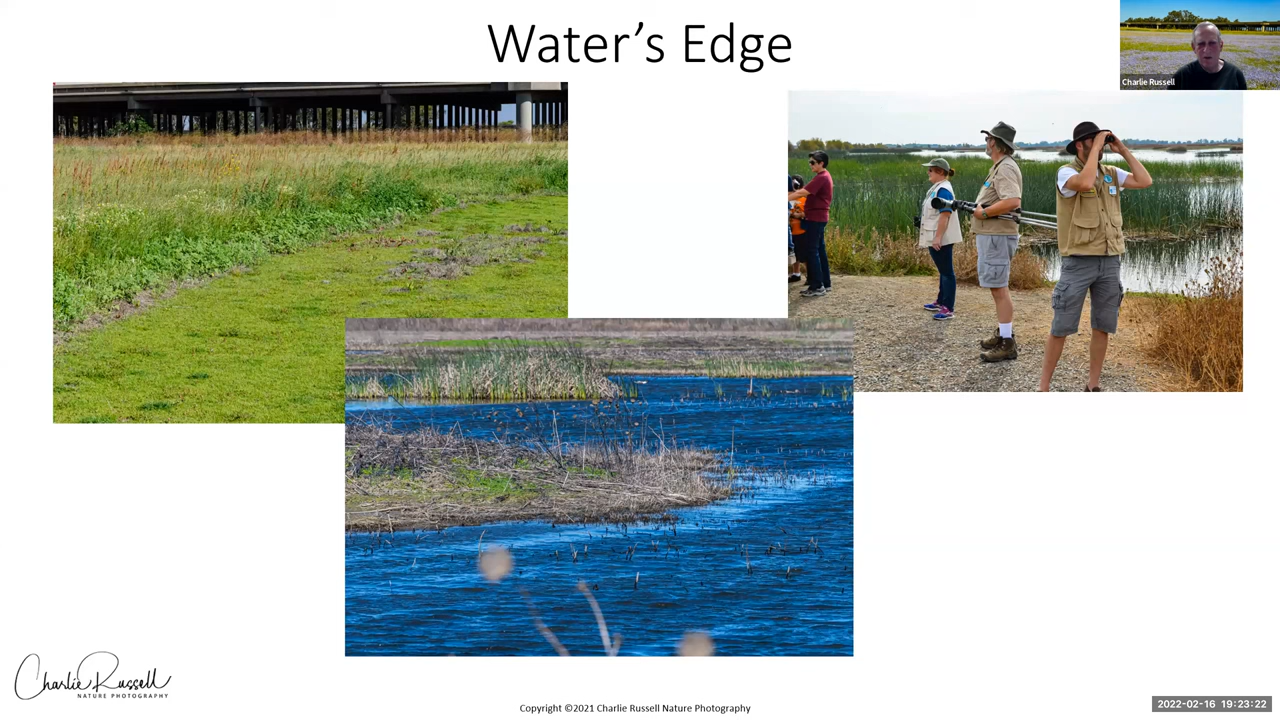 Water's Edge
Charlie Russell
Charlie Russell
NATURE PHOTOGRAPHY
Copyright ©2021 Charlie Russell Nature Photography
2022-02-16 19:23:22